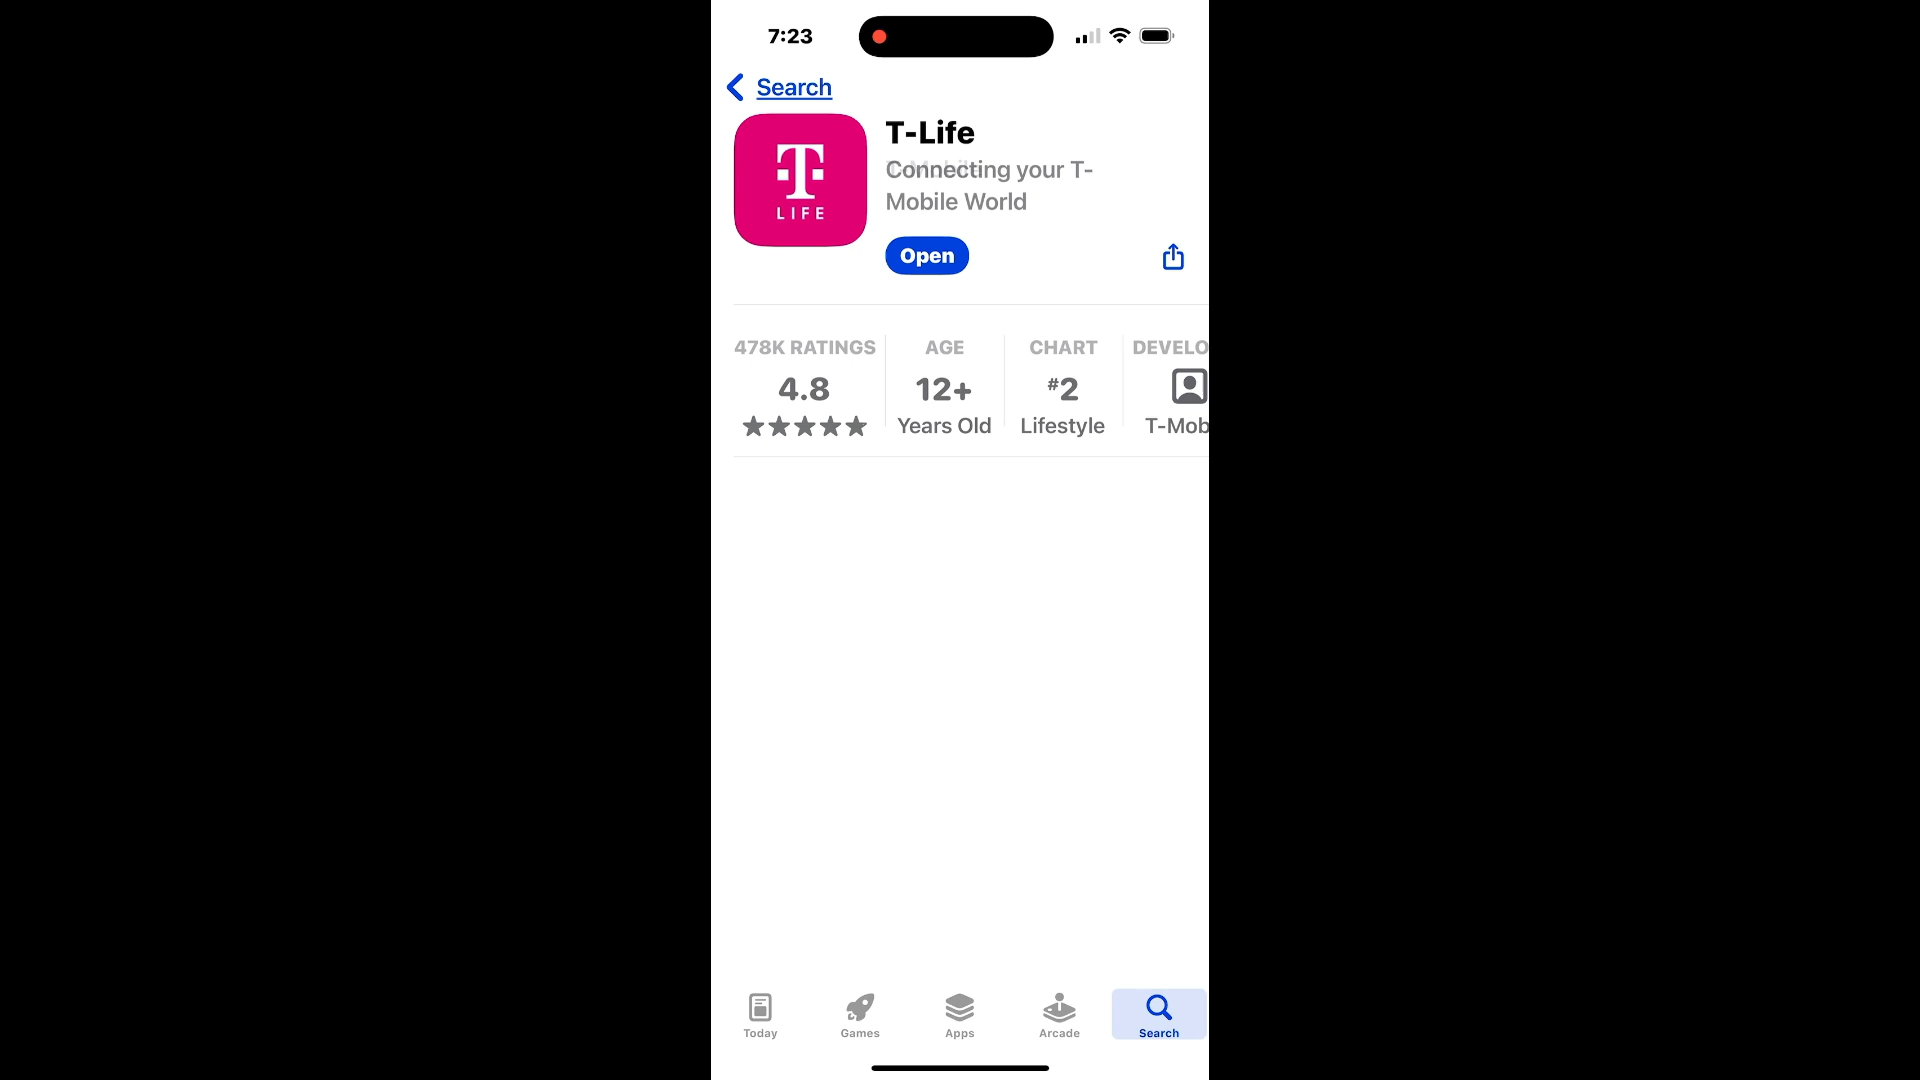 7:23
Search
T-Life
Connecting your T-
Mobile World
T
LIFE
Open
478K RATINGS
4.8
AGE
12+
Years Old
CHART
#2
Lifestyle
DEVELO
T-Mob
Today
Games
Apps
Arcade
Search